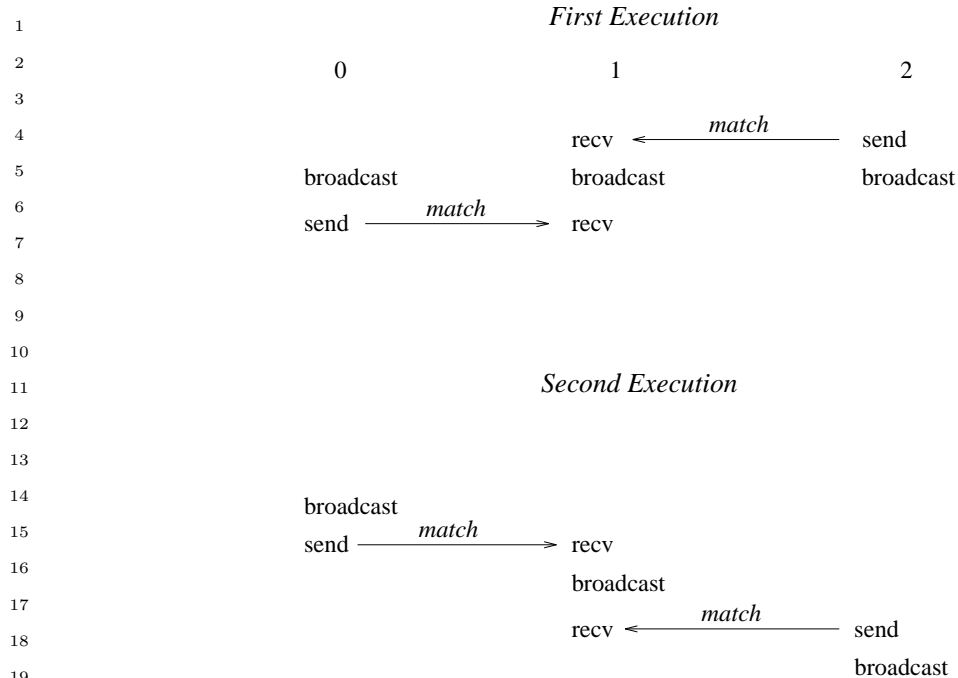 1 First Execution
2 0 1 2
3
4 recv match send
5 broadcast broadcast broadcast
6 send match recv
7
8
9
10
11 Second Execution
12
13
14 broadcast
15 send match recv
16 broadcast
17 match
18 recv send
19 broadcast